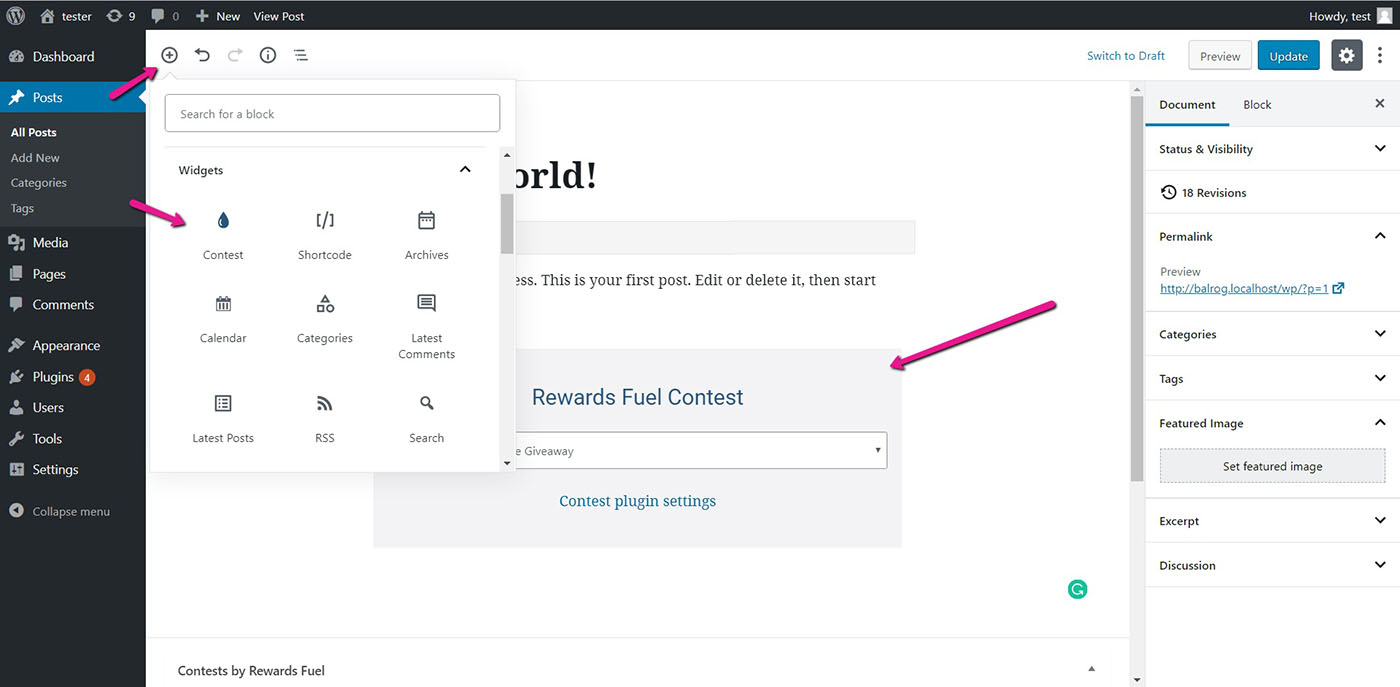 tester 9 0 New View Post Howdy, test
Dashboard
Posts
All Posts
Add New
Categories
Tags
Media
Pages
Comments
Appearance
Plugins 4
Users
Tools
Settings
Collapse menu
Switch to Draft Preview Update
Search for a block
Widgets
Contest Shortcode Archives
Calendar Categories Latest
Comments
Latest Posts RSS Search
orld!
ess. This is your first post. Edit or delete it, then start
Rewards Fuel Contest
e Giveaway
Contest plugin settings
Contests by Rewards Fuel
Document Block
Status & Visibility
18 Revisions
Permalink
Preview
http://balrog.localhost/wp/?p=1
Categories
Tags
Featured Image
Set featured image
Excerpt
Discussion